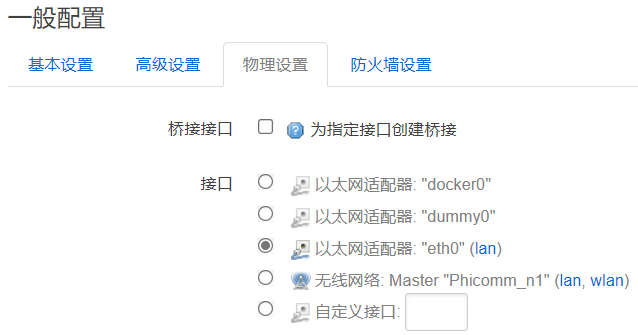 一般配置
基本设置 高级设置 物理设置 防火墙设置
桥接接口 为指定接口创建桥接
接口 以太网适配器: "docker0"
以太网适配器: "dummy0"
以太网适配器: "eth0" (lan)
无线网络: Master "Phicomm_n1" (lan, wlan)
自定义接口: